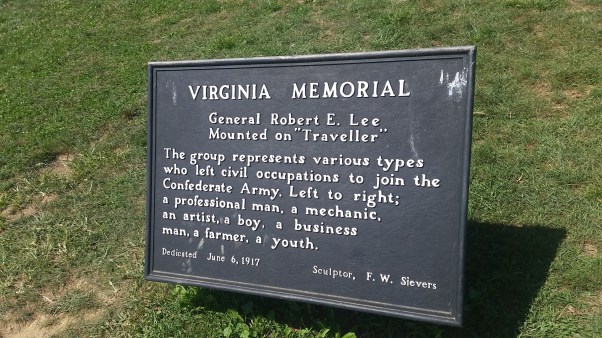 VIRGINIA MEMORIAL
General Robert E. Lee
Mounted on "Traveller"
The group represents various types
who left civil occupations to join the
Confederate Army. Left to right;
a professional man, a mechanic,
an artist, a boy, a business
man, a farmer, a youth.
Dedicated June 6, 1917
Sculptor, F. W. Sievers